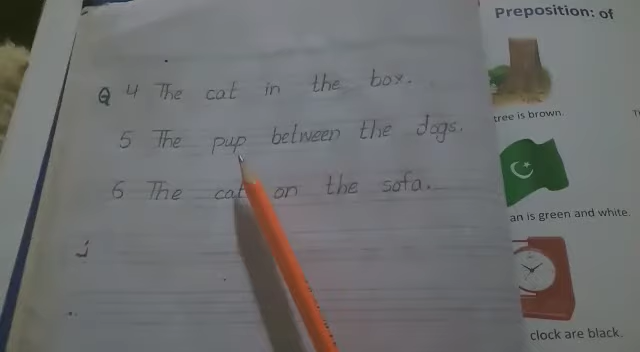 Preposition: of
Q 4 The cat in the box.
tree is brown.
5 The pup between the dogs.
6 The cat on the sofa.
an is green and white.
clock are black.